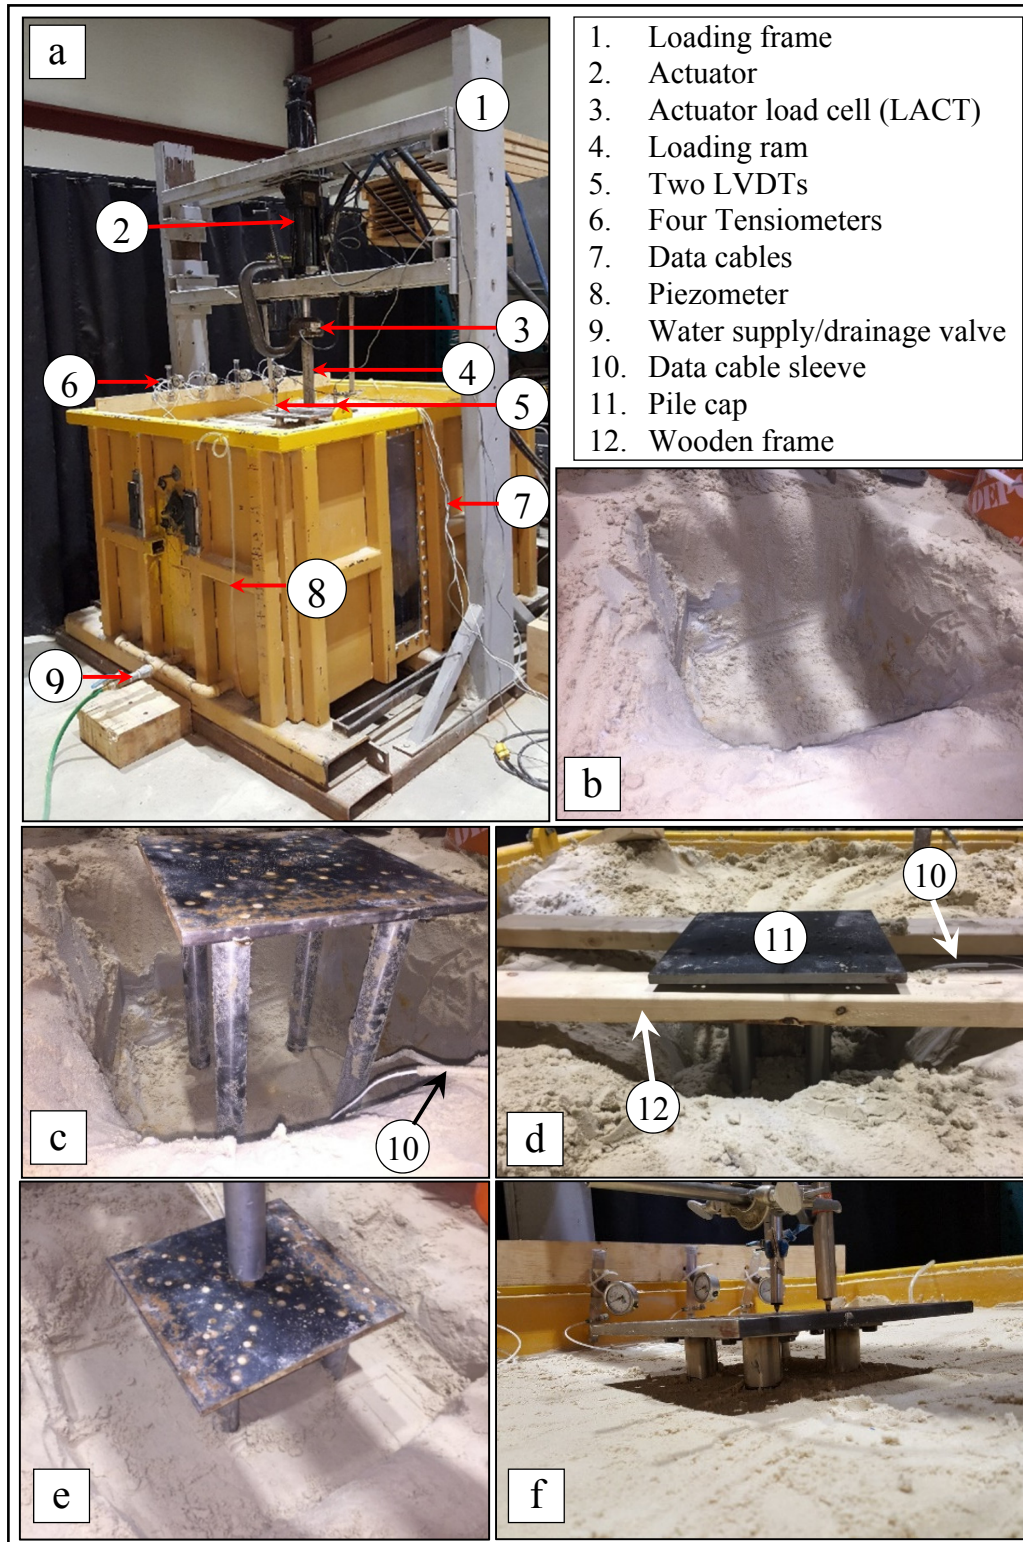 a
1
2
3
4
5
6
7
8
9
1. Loading frame
2. Actuator
3. Actuator load cell (LACT)
4. Loading ram
5. Two LVDTs
6. Four Tensiometers
7. Data cables
8. Piezometer
9. Water supply/drainage valve
10. Data cable sleeve
11. Pile cap
12. Wooden frame
b
c
10
d
10
11
12
e
f